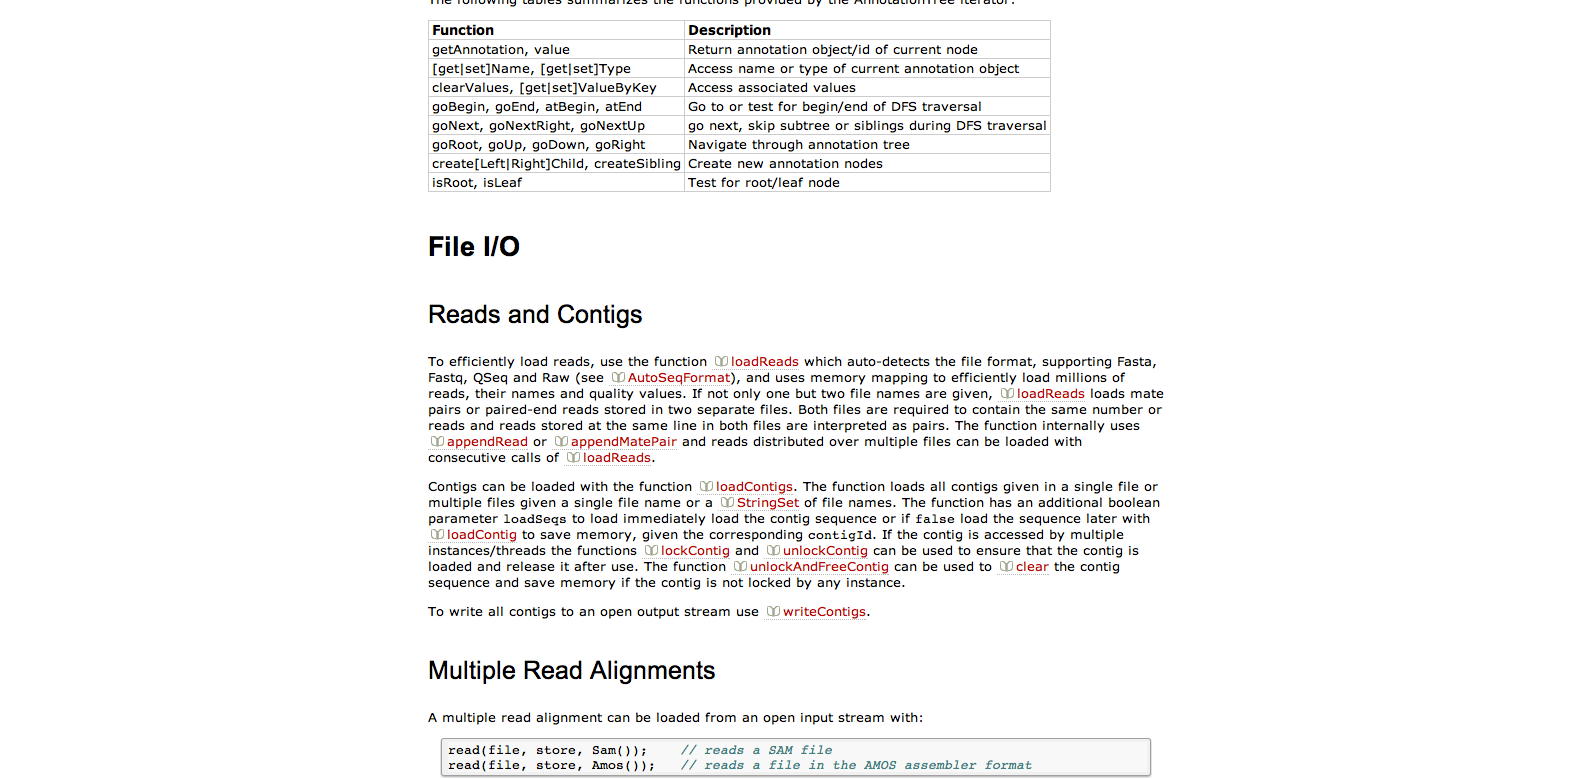 The following tables summarizes the functions provided by the AnnotationTree iterator.
Function Description
getAnnotation, value Return annotation object/id of current node
[get|set]Name, [get|set]Type Access name or type of current annotation object
clearValues, [get|set]ValueByKey Access associated values
goBegin, goEnd, atBegin, atEnd Go to or test for begin/end of DFS traversal
goNext, goNextRight, goNextUp go next, skip subtree or siblings during DFS traversal
goRoot, goUp, goDown, goRight Navigate through annotation tree
create[Left|Right]Child, createSibling Create new annotation nodes
isRoot, isLeaf Test for root/leaf node
File I/O
Reads and Contigs
To efficiently load reads, use the function loadReads which auto-detects the file format, supporting Fasta,
Fastq, QSeq and Raw (see AutoSeqFormat), and uses memory mapping to efficiently load millions of
reads, their names and quality values. If not only one but two file names are given, loadReads loads mate
pairs or paired-end reads stored in two separate files. Both files are required to contain the same number or
reads and reads stored at the same line in both files are interpreted as pairs. The function internally uses
appendRead or appendMatePair and reads distributed over multiple files can be loaded with
consecutive calls of loadReads.
Contigs can be loaded with the function loadContigs. The function loads all contigs given in a single file or
multiple files given a single file name or a StringSet of file names. The function has an additional boolean
parameter loadSeqs to load immediately load the contig sequence or if false load the sequence later with
loadContig to save memory, given the corresponding contigId. If the contig is accessed by multiple
instances/threads the functions lockContig and unlockContig can be used to ensure that the contig is
loaded and release it after use. The function unlockAndFreeContig can be used to clear the contig
sequence and save memory if the contig is not locked by any instance.
To write all contigs to an open output stream use writeContigs.
Multiple Read Alignments
A multiple read alignment can be loaded from an open input stream with:
read(file, store, Sam()); // reads a SAM file
read(file, store, Amos()); // reads a file in the AMOS assembler format